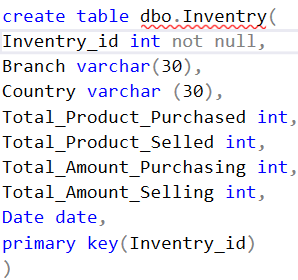 create table dbo.Inventry(
Inventry_id int not null,
Branch varchar(30),
Country varchar (30),
Total_Product_Purchased int,
Total_Product_Selled int,
Total_Amount_Purchasing int,
Total_Amount_Selling int,
Date date,
primary key(Inventry_id)
)